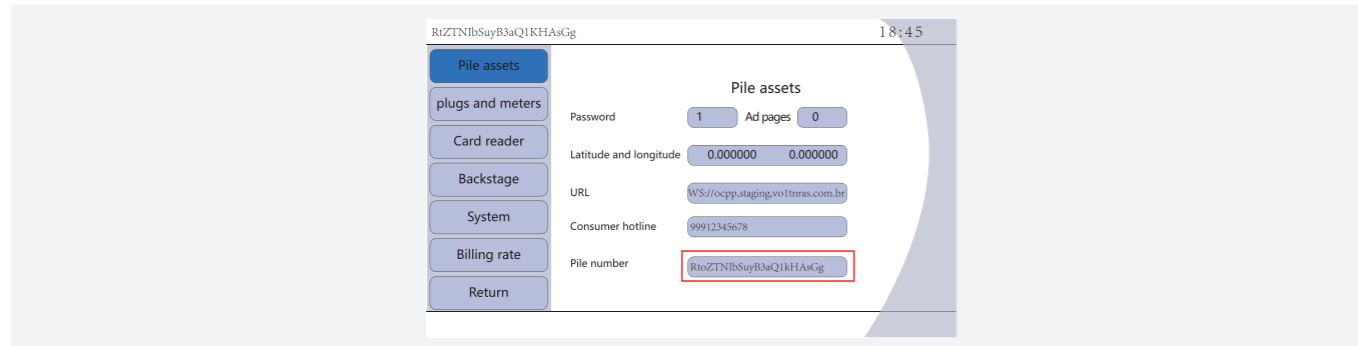 RtZTNIbSuyB3aQ1KHAsGg 18:45
Pile assets
plugs and meters
Card reader
Backstage
System
Billing rate
Return
Pile assets
Password 1 Ad pages 0
Latitude and longitude 0.000000 0.000000
URL WS://ocpp,staging,vo1tnras.com.br
Consumer hotline 99912345678
Pile number RtoZTNIbSuyB3aQ1kHAsGg